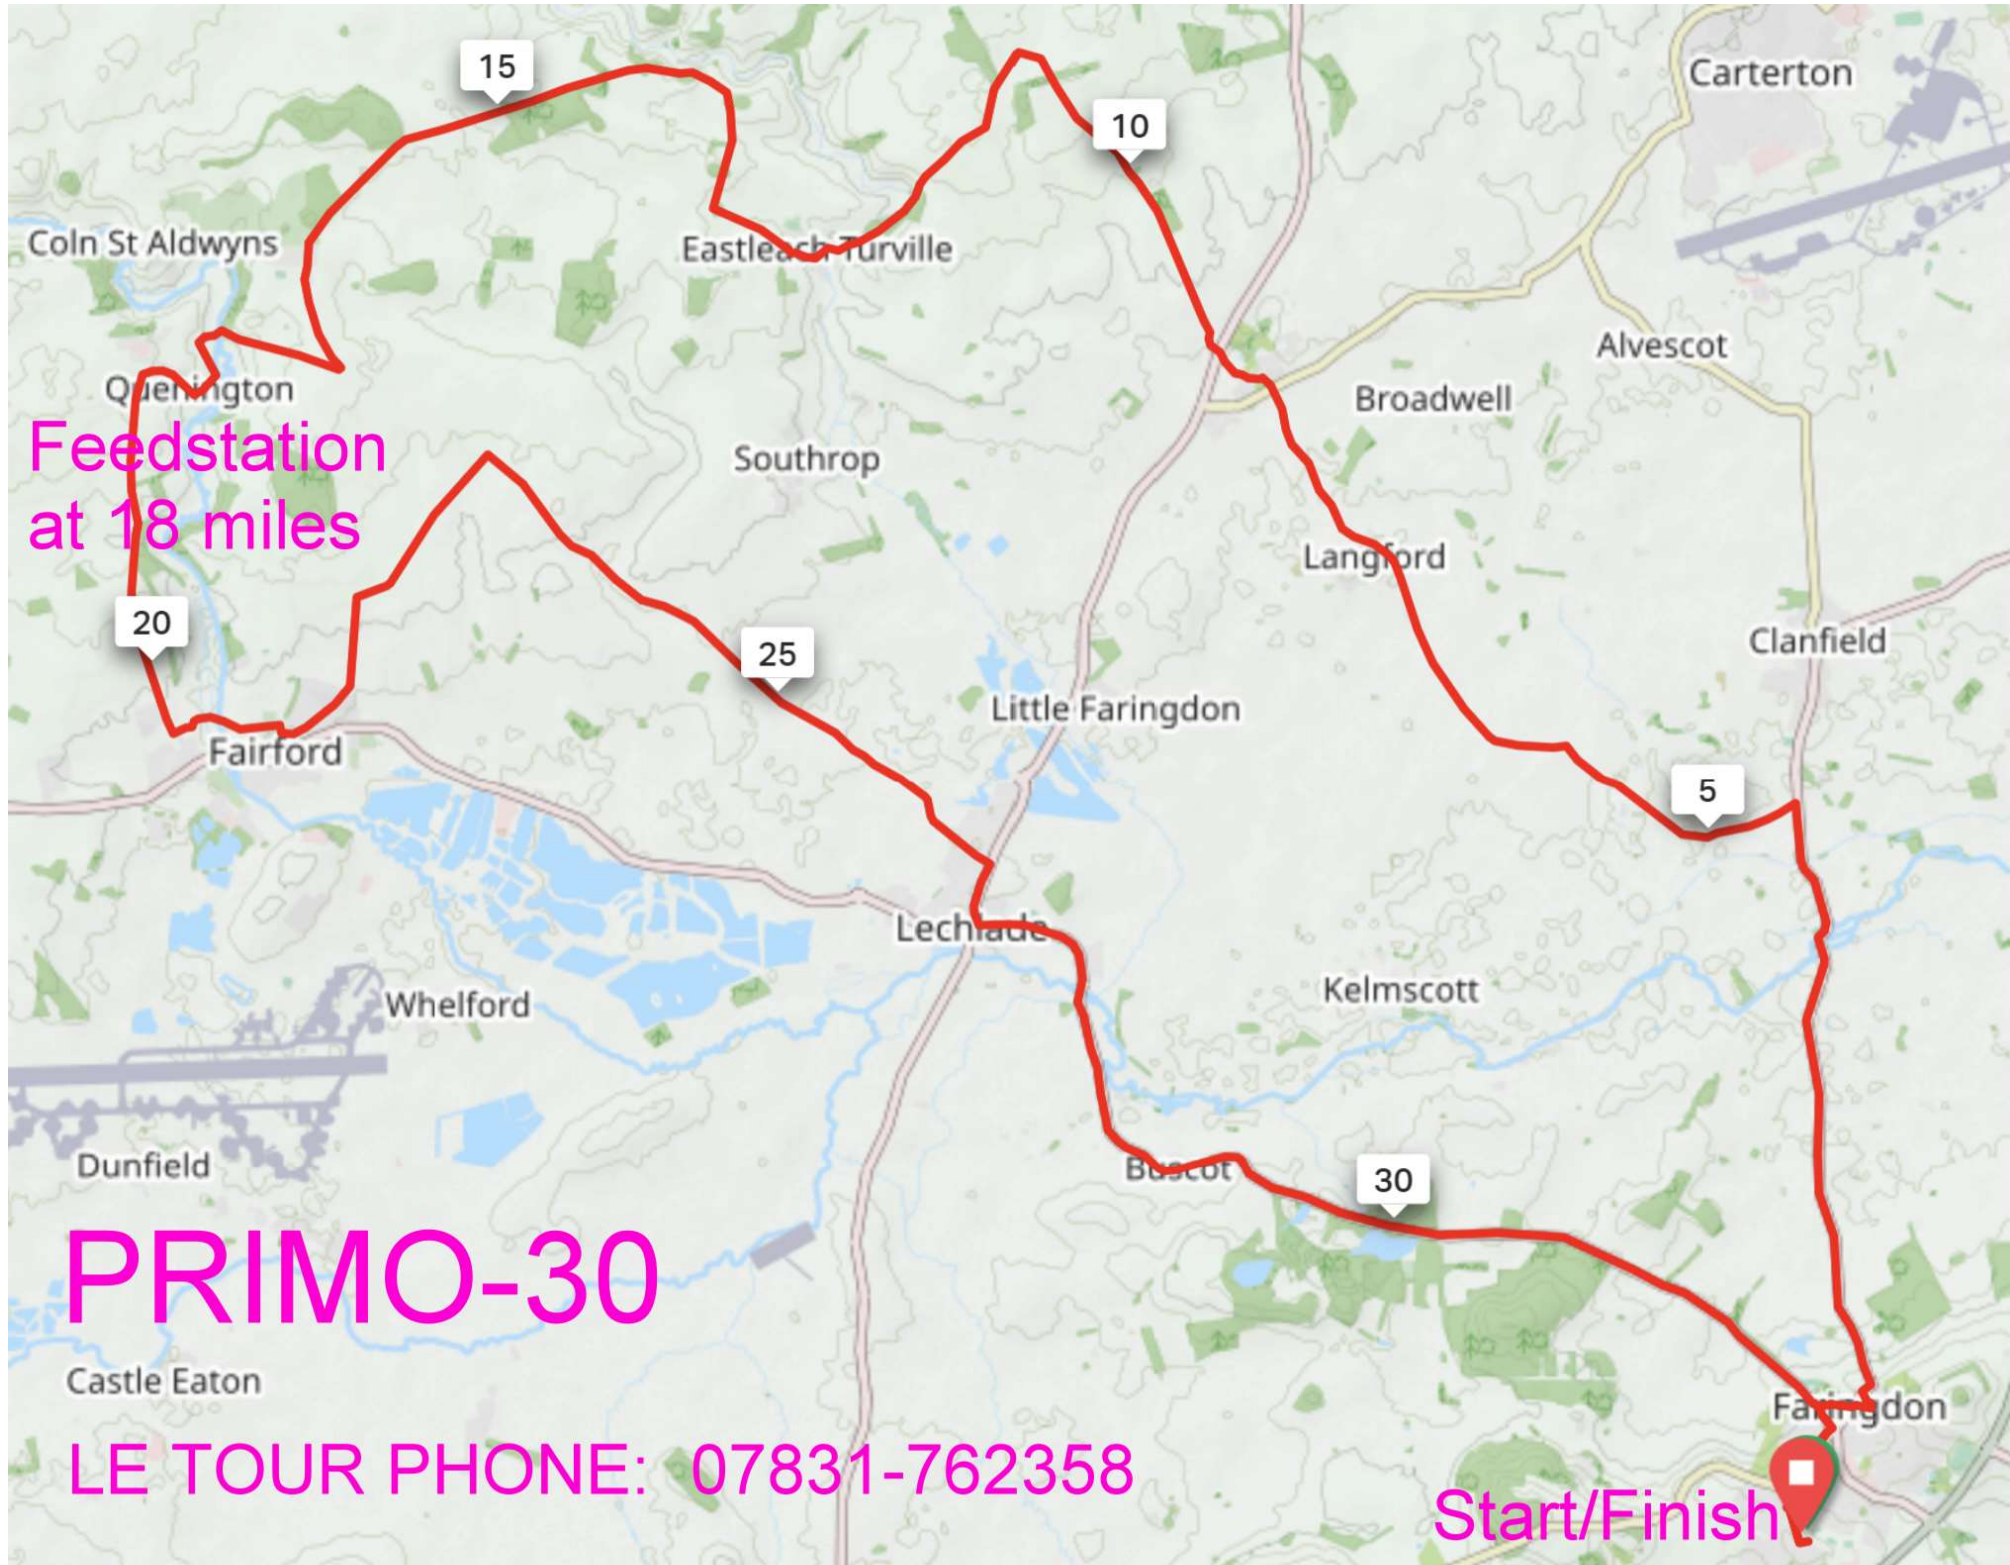 15
10
Carterton
Coln St Aldwyns
Eastleach Turville
Alvescot
Quenington
Broadwell
Feedstation
at 18 miles
Southrop
Langford
20
Clanfield
25
Little Faringdon
Fairford
5
Lechlade
Whelford
Kelmscott
Dunfield
Buscot
30
PRIMO-30
Castle Eaton
Faringdon
LE TOUR PHONE: 07831-762358
Start/Finish